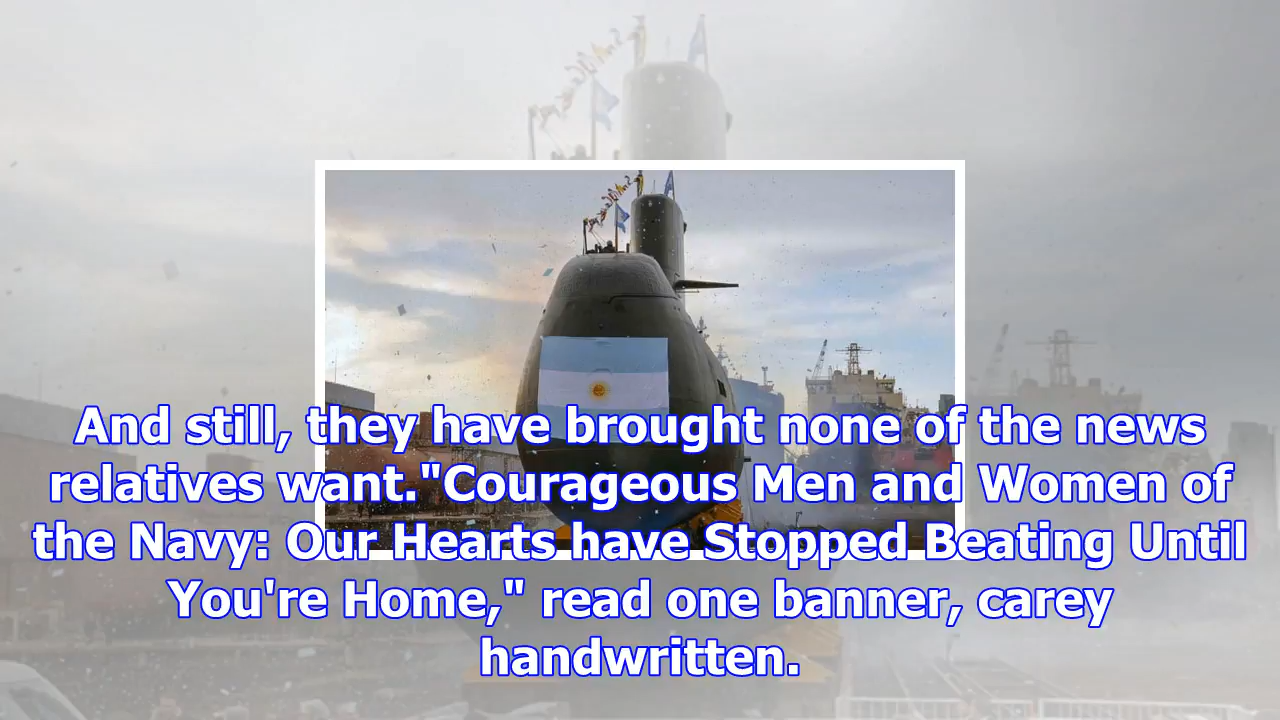 And still, they have brought none of the news
relatives want."Courageous Men and Women of
the Navy: Our Hearts have Stopped Beating Until
You're Home," read one banner, carey
handwritten.